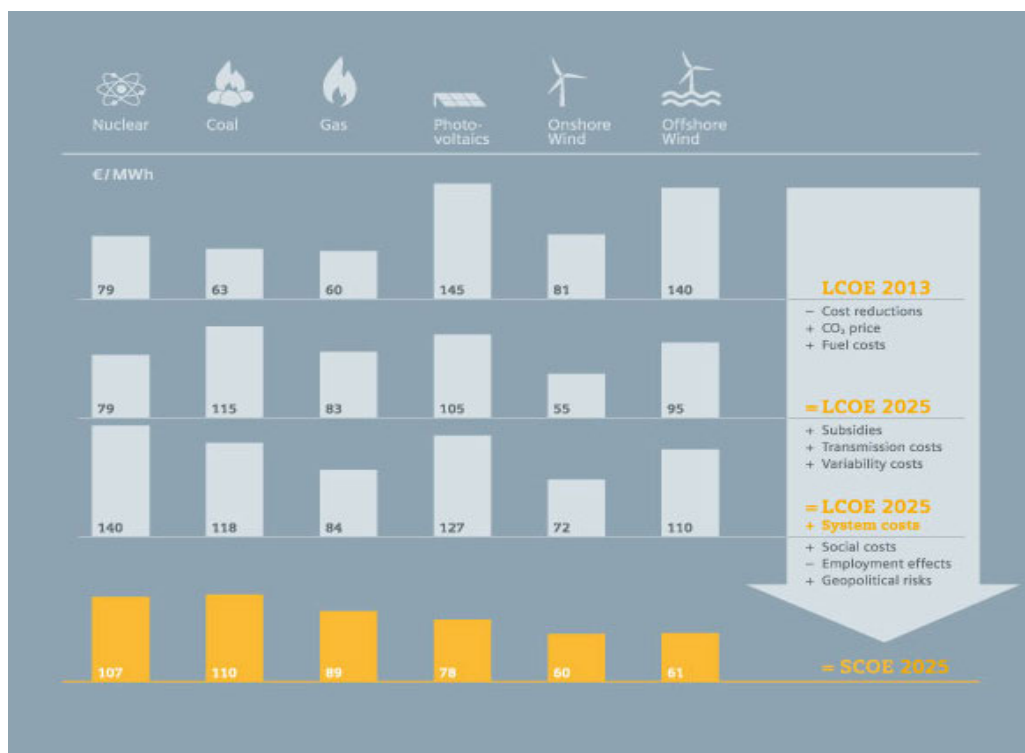 Nuclear
Coal
Gas
Photo-
voltaics
Onshore
Wind
Offshore
Wind
€/MWh
79 63 60 145 81 140
LCOE 2013
− Cost reductions
+ CO₂ price
+ Fuel costs
79 115 83 105 55 95
= LCOE 2025
+ Subsidies
+ Transmission costs
+ Variability costs
140 118 84 127 72 110
= LCOE 2025
+ System costs
+ Social costs
− Employment effects
+ Geopolitical risks
107 110 89 78 60 61
= SCOE 2025